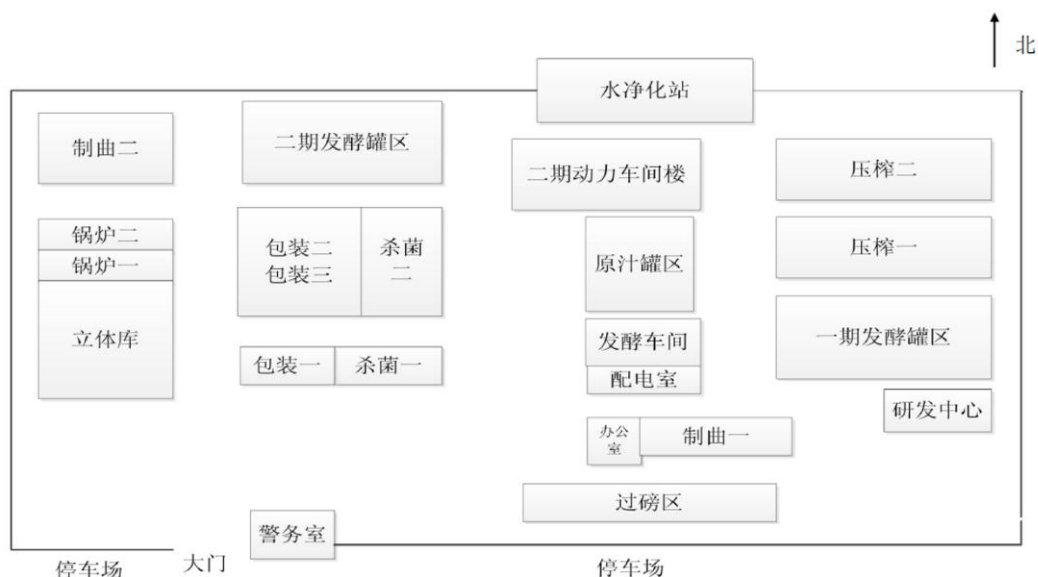 北
水净化站
制曲二
二期发酵罐区
二期动力车间楼
压榨二
锅炉二
锅炉一
立体库
包装二
包装三
杀菌
二
原汁罐区
压榨一
包装一
杀菌一
发酵车间
配电室
一期发酵罐区
研发中心
办公
室
制曲一
过磅区
警务室
大门
停车场
停车场